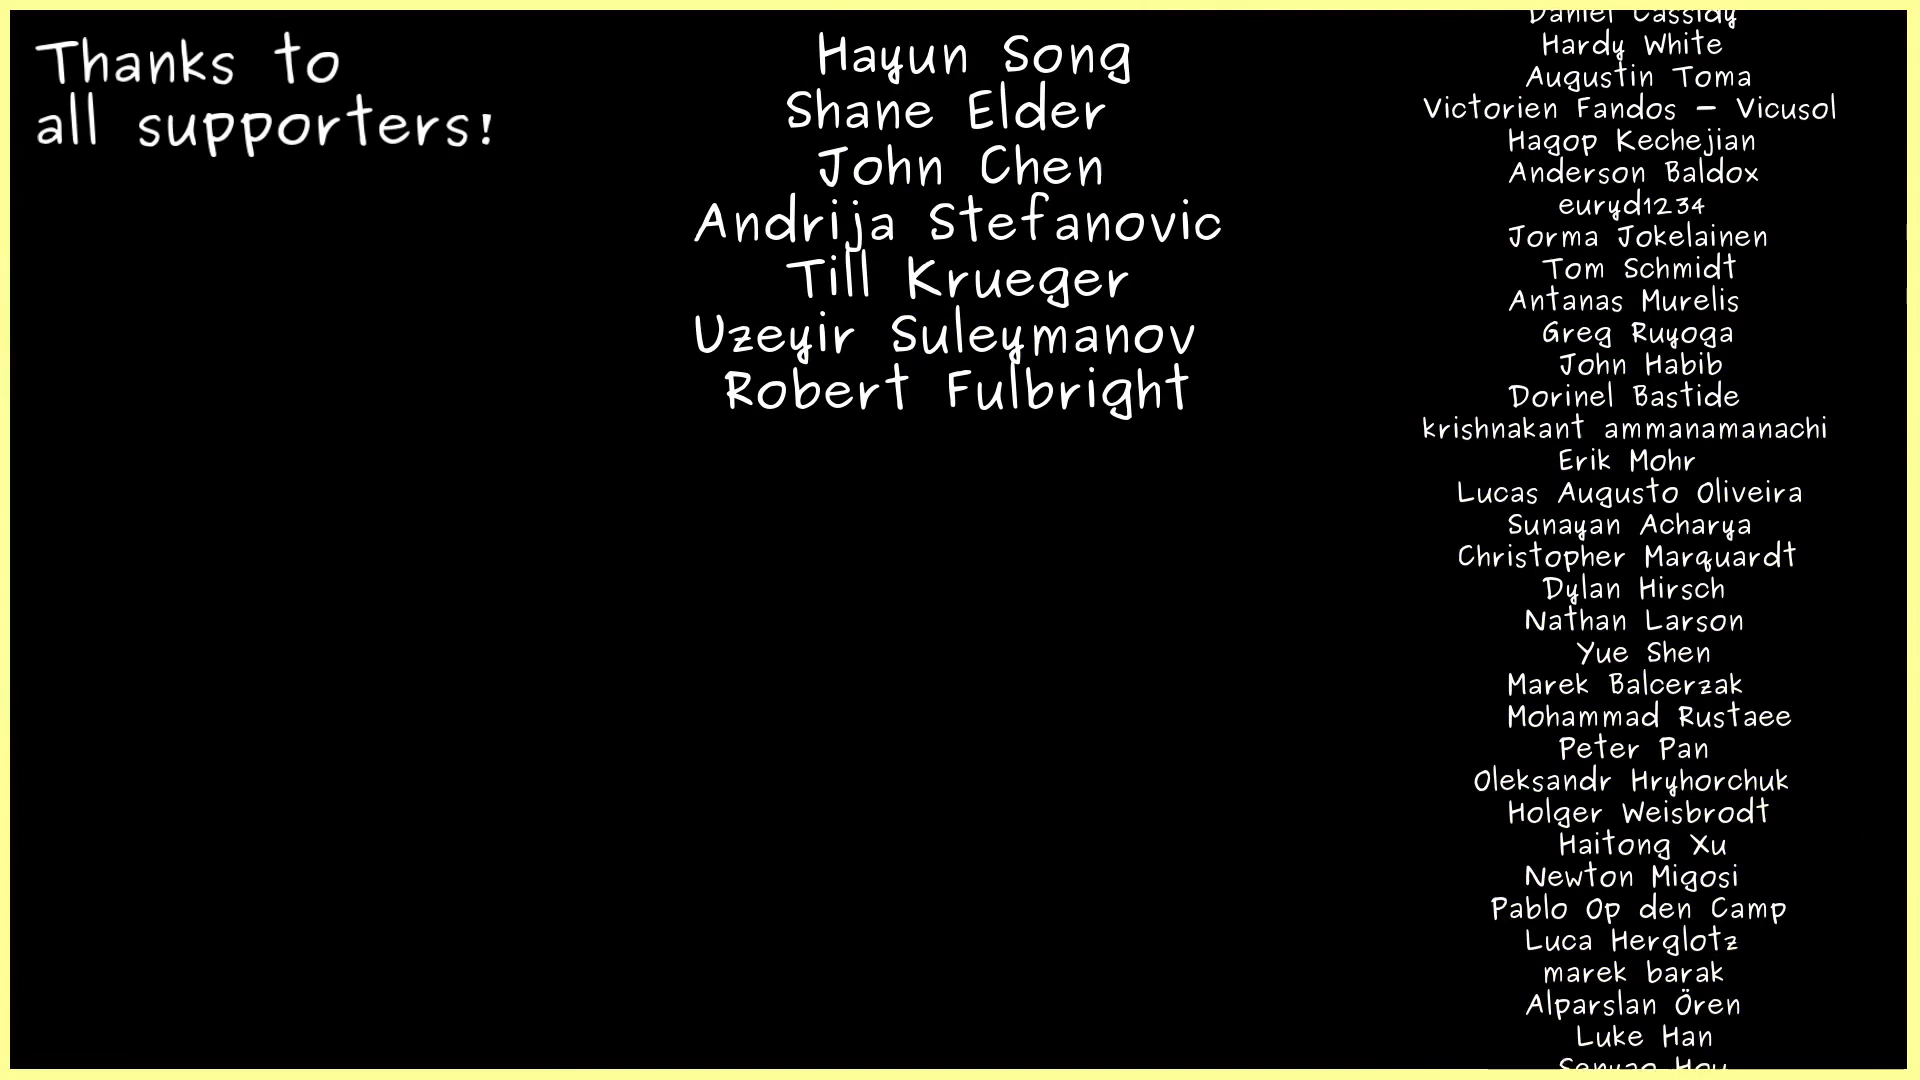 Thanks to
all supporters!
Hayun Song
Shane Elder
John Chen
Andrija Stefanovic
Till Krueger
Uzeyir Suleymanov
Robert Fulbright
Daniel Cassidy
Hardy White
Augustin Toma
Victorien Fandos - Vicusol
Hagop Kechejian
Anderson Baldox
euryd1234
Jorma Jokelainen
Tom Schmidt
Antanas Murelis
Greg Ruyoga
John Habib
Dorinel Bastide
krishnakant ammanamanachi
Erik Mohr
Lucas Augusto Oliveira
Sunayan Acharya
Christopher Marquardt
Dylan Hirsch
Nathan Larson
Yue Shen
Marek Balcerzak
Mohammad Rustaee
Peter Pan
Oleksandr Hryhorchuk
Holger Weisbrodt
Haitong Xu
Newton Migosi
Pablo Op den Camp
Luca Herglotz
marek barak
Alparslan Ören
Luke Han